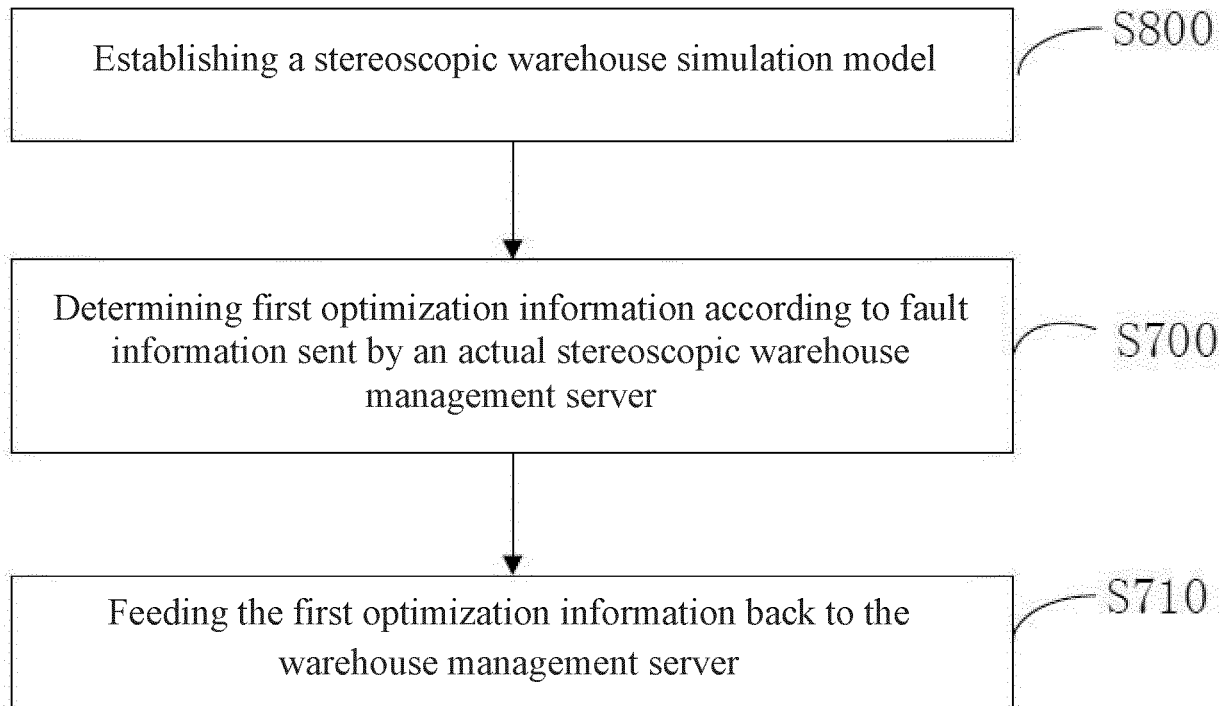 Establishing a stereoscopic warehouse simulation model
S800
Determining first optimization information according to fault
information sent by an actual stereoscopic warehouse
management server
S700
Feeding the first optimization information back to the
warehouse management server
S710